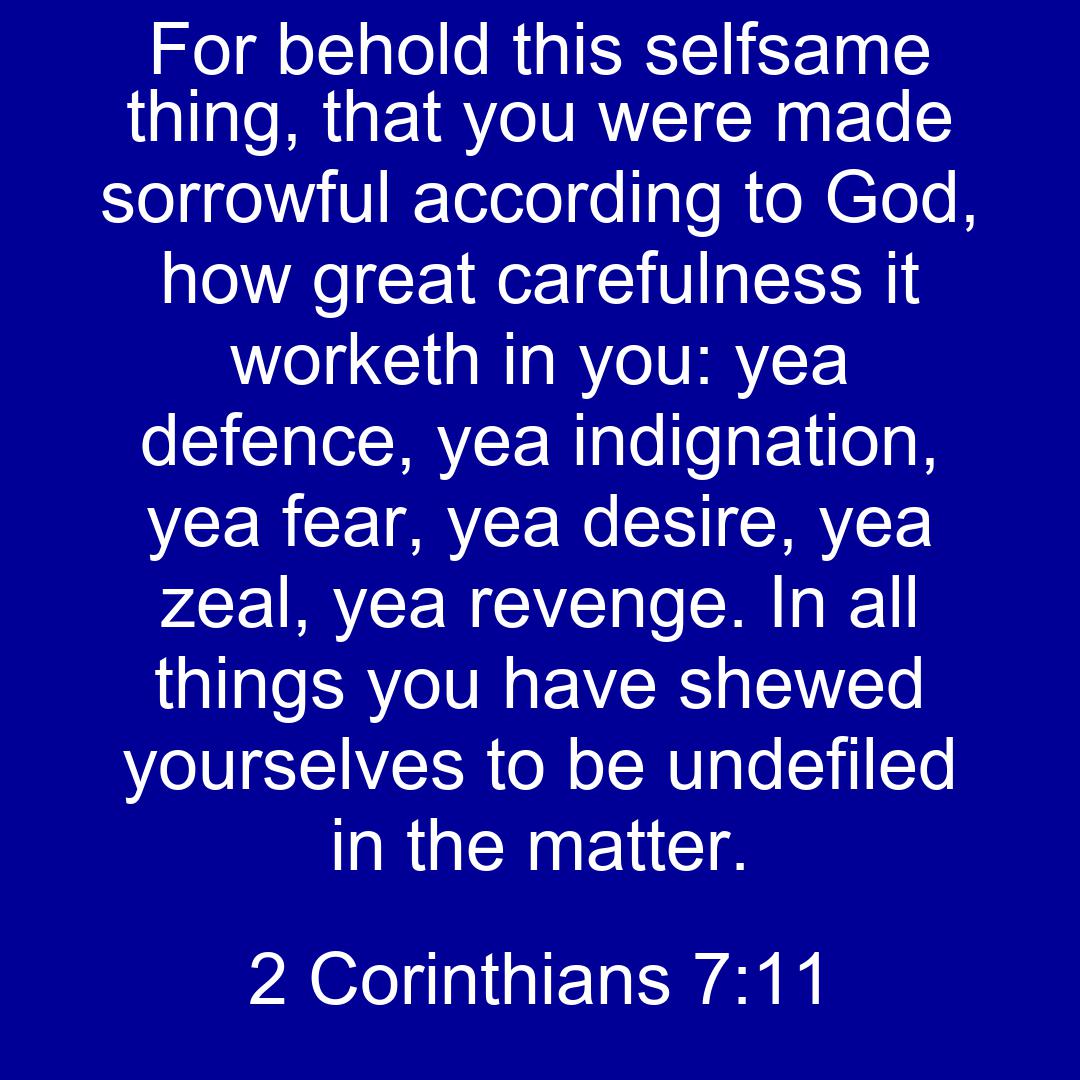 For behold this selfsame
thing, that you were made
sorrowful according to God,
how great carefulness it
worketh in you: yea
defence, yea indignation,
yea fear, yea desire, yea
zeal, yea revenge. In all
things you have shewed
yourselves to be undefiled
in the matter.
2 Corinthians 7:11